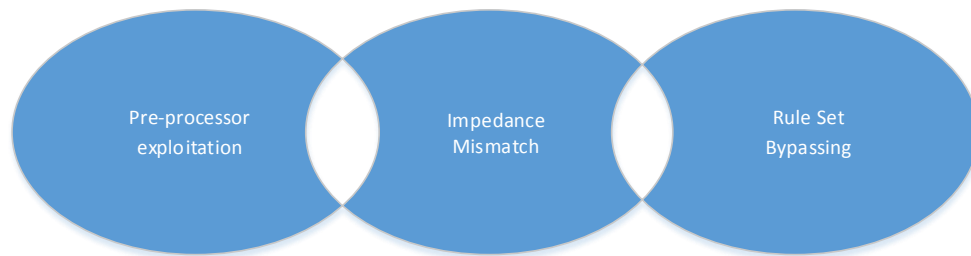 Pre-processor
exploitation
Impedance
Mismatch
Rule Set
Bypassing